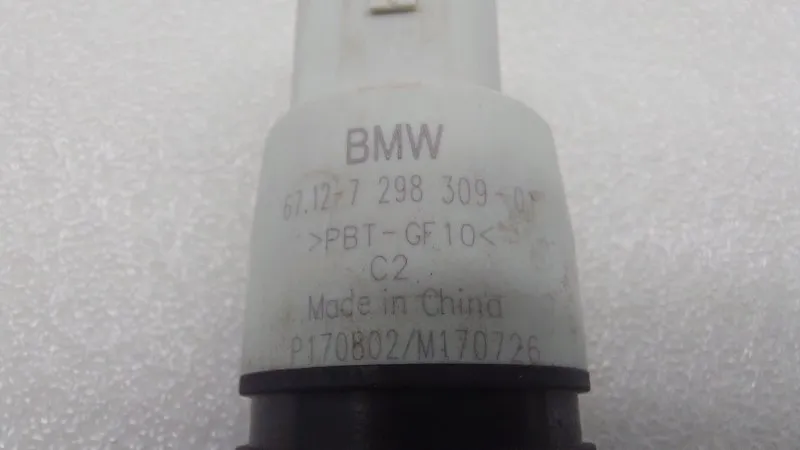 BMW
67.12-7 298 309-01
>PBT-GF10<
C2
Made in China
P170802/M170726